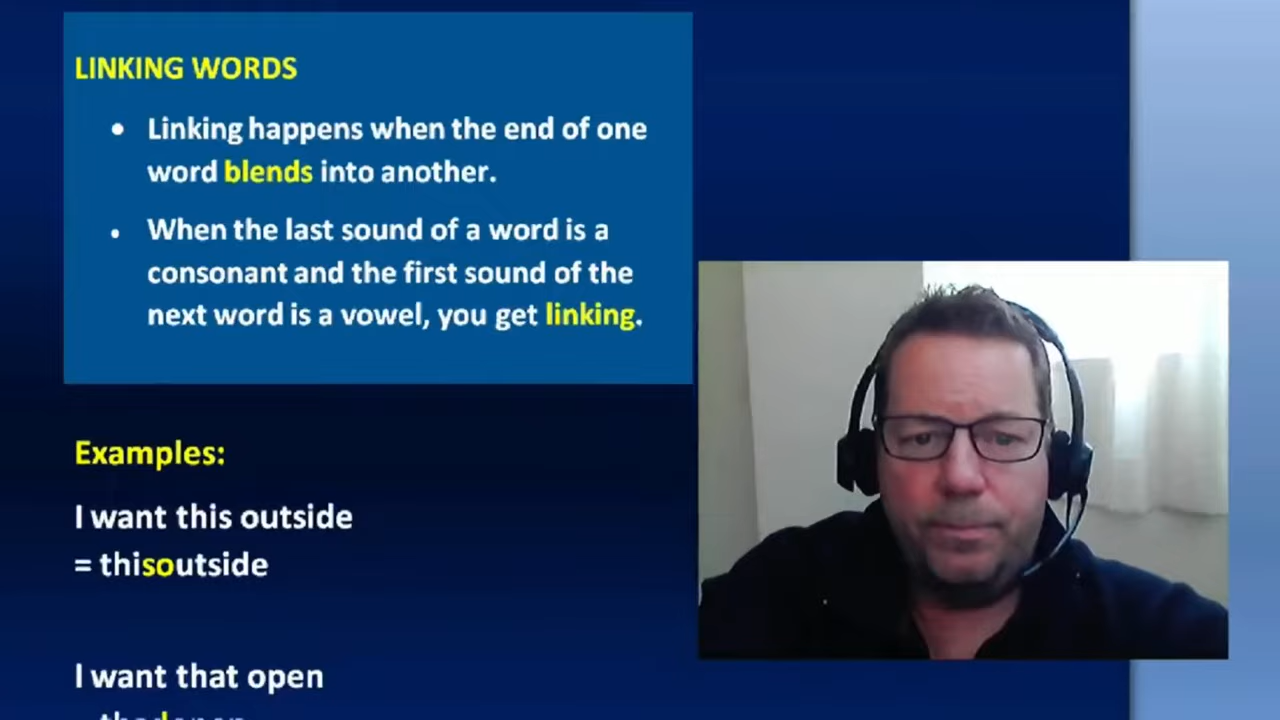 LINKING WORDS
• Linking happens when the end of one
word blends into another.
• When the last sound of a word is a
consonant and the first sound of the
next word is a vowel, you get linking.
Examples:
I want this outside
= thisoutside
I want that open